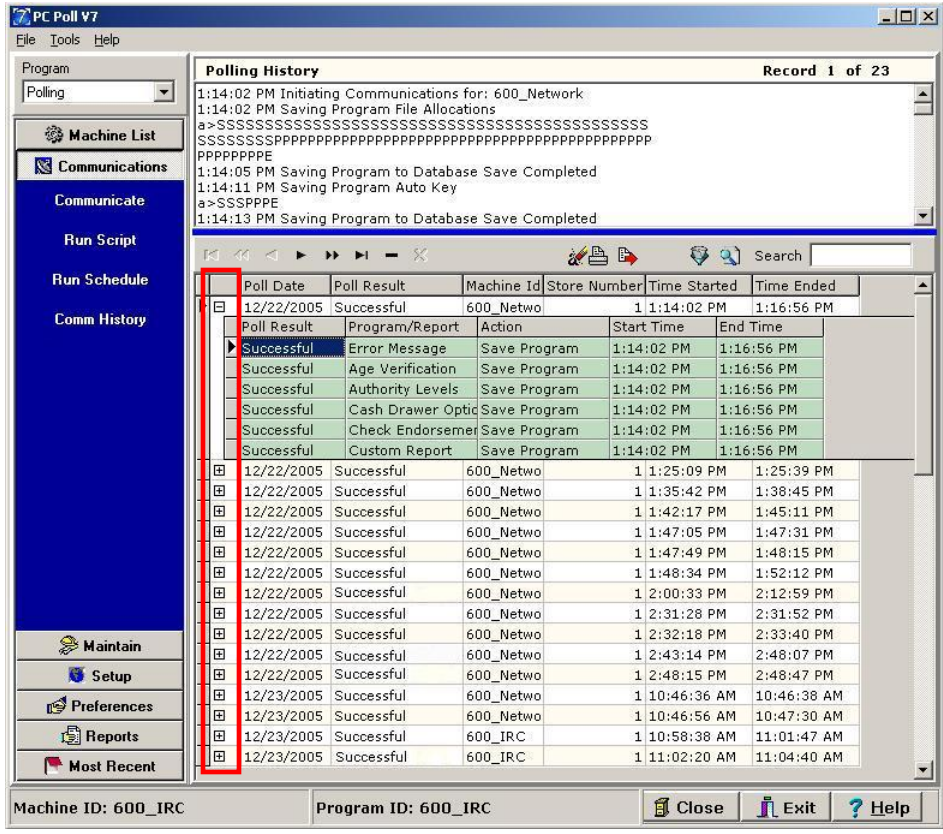 PC Poll V7
File Tools Help
Program
Polling
Machine List
Communications
Communicate
Run Script
Run Schedule
Comm History
Maintain
Setup
Preferences
Reports
Most Recent
Polling History Record 1 of 23
1:14:02 PM Initiating Communications for: 600_Network
1:14:02 PM Saving Program File Allocations
a>SSSSSSSSSSSSSSSSSSSSSSSSSSSSSSSSSSSSSSSSSSSSS
SSSSSSSSPPPPPPPPPPPPPPPPPPPPPPPPPPPPPPPPPPPPPPP
PPPPPPPPE
1:14:05 PM Saving Program to Database Save Completed
1:14:11 PM Saving Program Auto Key
a>SSSPPPE
1:14:13 PM Saving Program to Database Save Completed
Search
Poll Date Poll Result Machine Id Store Number Time Started Time Ended
12/22/2005 Successful 600_Netwo 1 1:14:02 PM 1:16:56 PM
Poll Result Program/Report Action Start Time End Time
Successful Error Message Save Program 1:14:02 PM 1:16:56 PM
Successful Age Verification Save Program 1:14:02 PM 1:16:56 PM
Successful Authority Levels Save Program 1:14:02 PM 1:16:56 PM
Successful Cash Drawer Optic Save Program 1:14:02 PM 1:16:56 PM
Successful Check Endorsemer Save Program 1:14:02 PM 1:16:56 PM
Successful Custom Report Save Program 1:14:02 PM 1:16:56 PM
12/22/2005 Successful 600_Netwo 1 1:25:09 PM 1:25:39 PM
12/22/2005 Successful 600_Netwo 1 1:35:42 PM 1:38:45 PM
12/22/2005 Successful 600_Netwo 1 1:42:17 PM 1:45:11 PM
12/22/2005 Successful 600_Netwo 1 1:47:05 PM 1:47:31 PM
12/22/2005 Successful 600_Netwo 1 1:47:49 PM 1:48:15 PM
12/22/2005 Successful 600_Netwo 1 1:48:34 PM 1:52:12 PM
12/22/2005 Successful 600_Netwo 1 2:00:33 PM 2:12:59 PM
12/22/2005 Successful 600_Netwo 1 2:31:28 PM 2:31:52 PM
12/22/2005 Successful 600_Netwo 1 2:32:18 PM 2:33:40 PM
12/22/2005 Successful 600_Netwo 1 2:43:14 PM 2:48:07 PM
12/22/2005 Successful 600_Netwo 1 2:48:15 PM 2:48:47 PM
12/23/2005 Successful 600_Netwo 1 10:46:36 AM 10:46:38 AM
12/23/2005 Successful 600_Netwo 1 10:46:56 AM 10:47:30 AM
12/23/2005 Successful 600_IRC 1 10:58:38 AM 11:01:47 AM
12/23/2005 Successful 600_IRC 1 11:02:20 AM 11:04:40 AM
Machine ID: 600_IRC Program ID: 600_IRC Close Exit Help